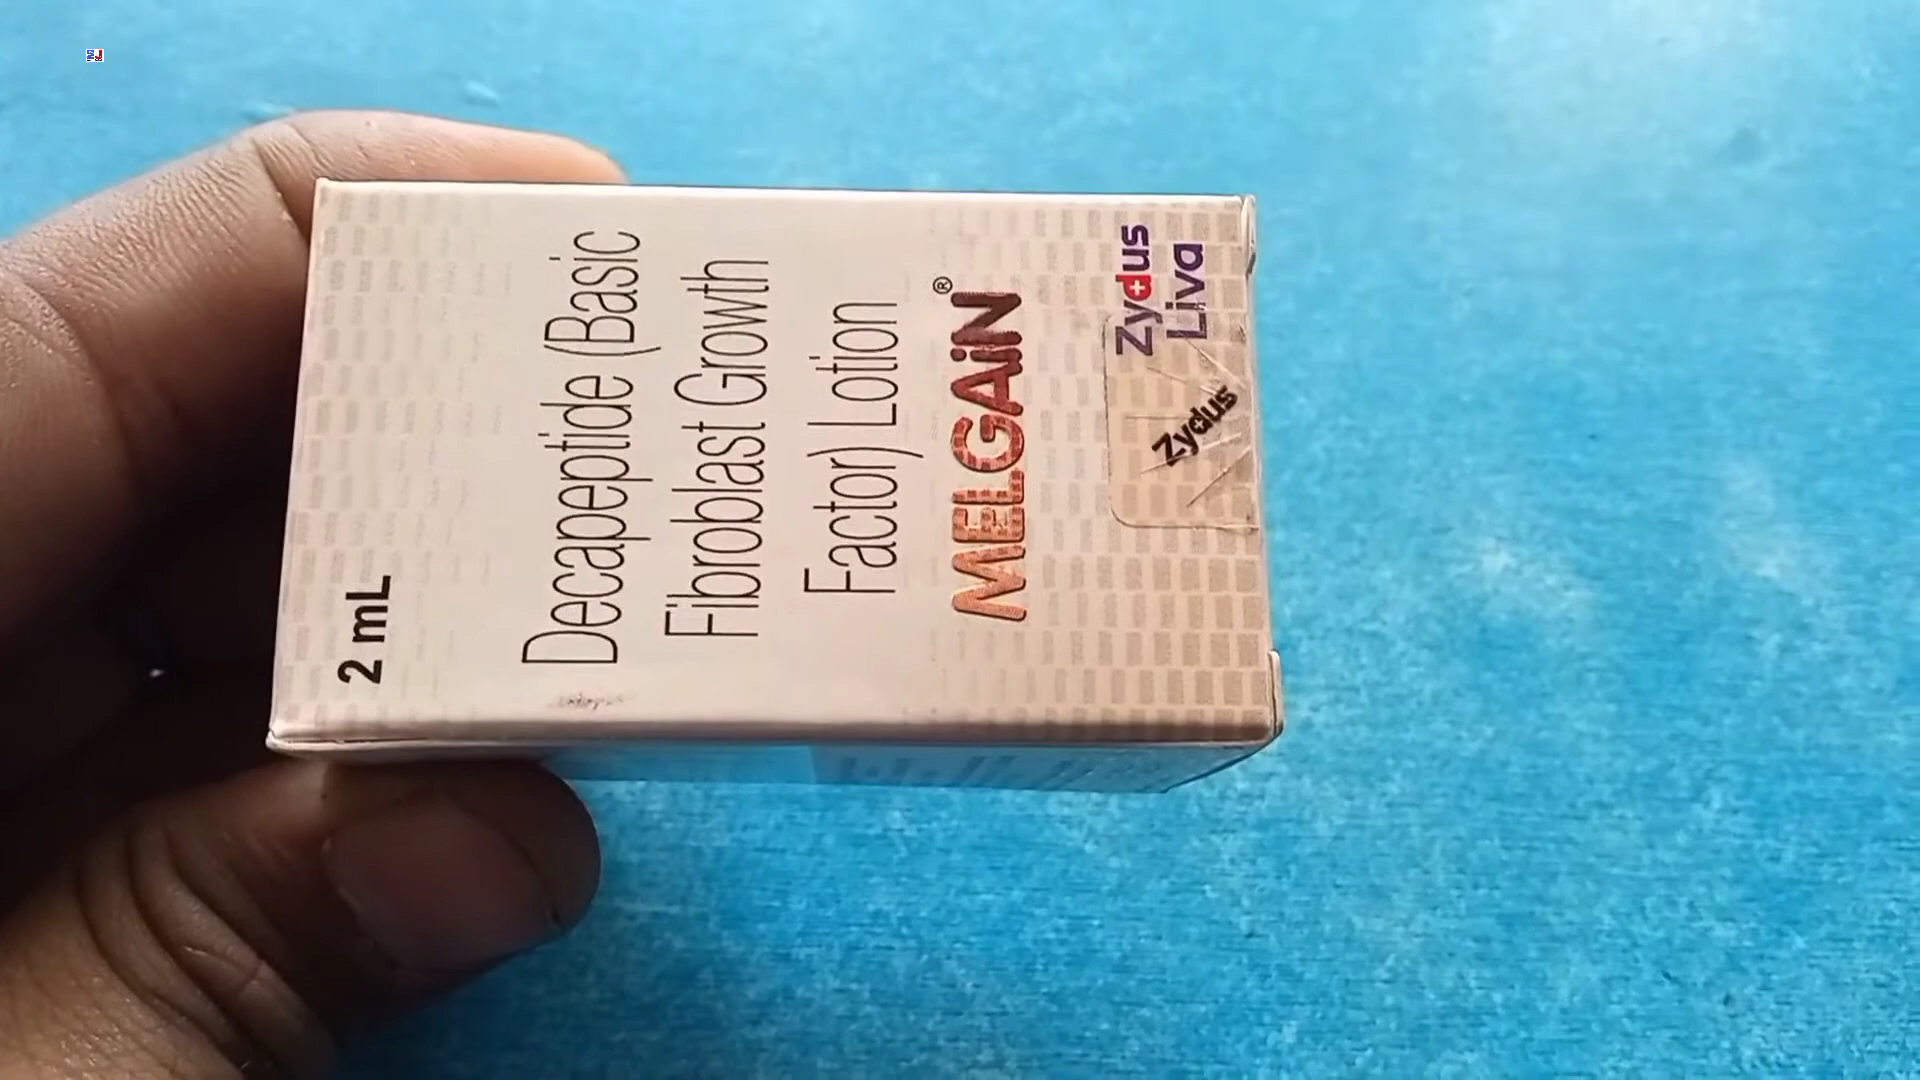 2 mL
Decapeptide (Basic
Fibroblast Growth
Factor) Lotion
MELGAiN®
Zydus
Liva
Zydus